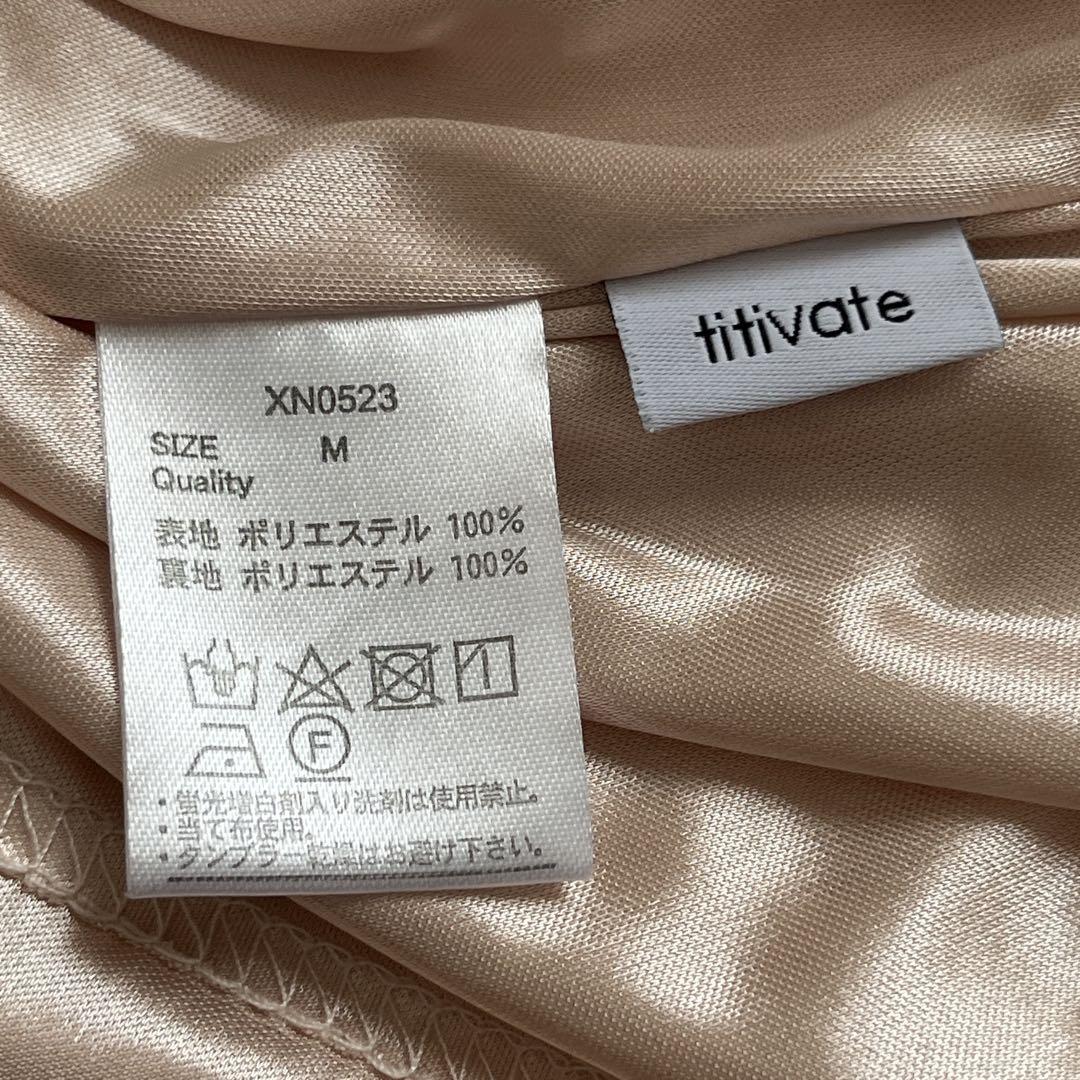 titivate
XN0523
SIZE M
Quality
表地 ポリエステル 100%
裏地 ポリエステル 100%
F
・蛍光増白剤入り洗剤は使用禁止。
・当て布使用。
・タンブラー乾燥はお避け下さい。